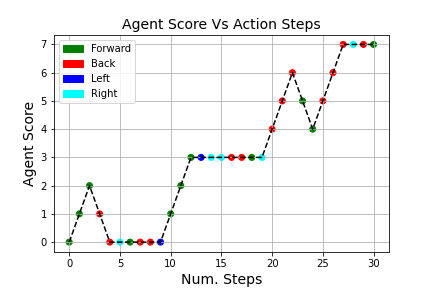 Agent Score Vs Action Steps
Forward
Back
Left
Right
7
6
5
4
3
2
1
0
Agent Score
0 5 10 15 20 25 30
Num. Steps